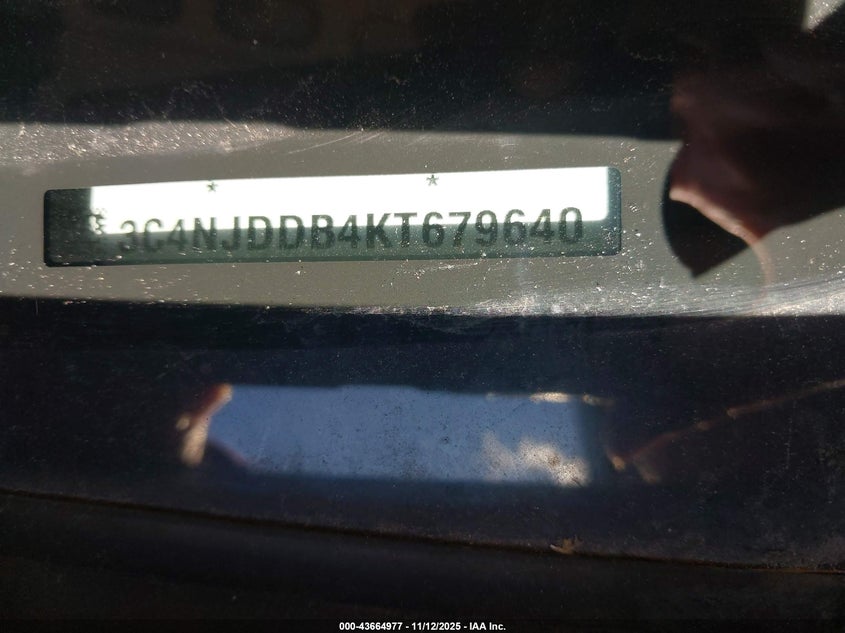 * *
3C4NJDDB4KT679640
000-43664977 - 11/12/2025 - IAA Inc.